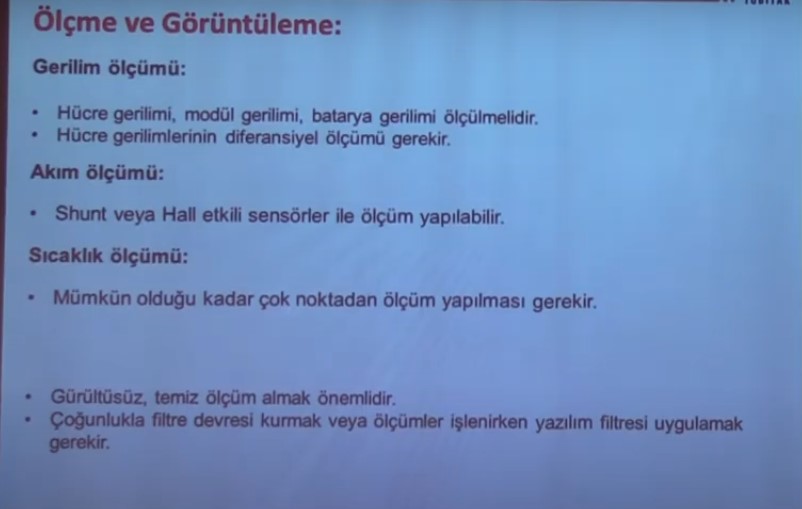 Ölçme ve Görüntüleme:
Gerilim ölçümü:
• Hücre gerilimi, modül gerilimi, batarya gerilimi ölçülmelidir.
• Hücre gerilimlerinin diferansiyel ölçümü gerekir.
Akım ölçümü:
• Shunt veya Hall etkili sensörler ile ölçüm yapılabilir.
Sıcaklık ölçümü:
• Mümkün olduğu kadar çok noktadan ölçüm yapılması gerekir.
• Gürültüsüz, temiz ölçüm almak önemlidir.
• Çoğunlukla filtre devresi kurmak veya ölçümler işlenirken yazılım filtresi uygulamak
gerekir.